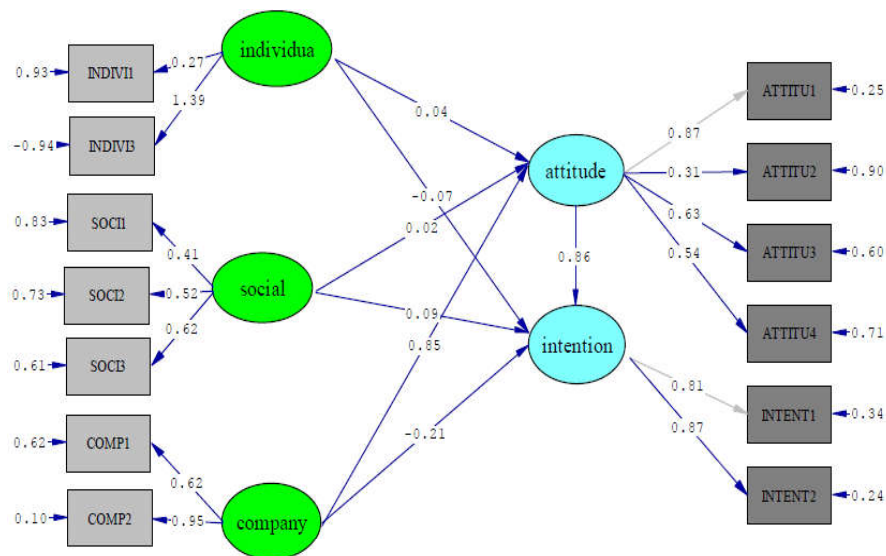 individua
0.93
INDIVI1
0.27
1.39
-0.94
INDIVI3
0.04
ATTITU1
0.25
0.87
attitude
0.31
ATTITU2
0.90
-0.07
0.83
SOCI1
0.41
0.02
0.63
0.54
ATTITU3
0.60
0.86
0.73
SOCI2
0.52
social
0.62
0.09
0.85
intention
ATTITU4
0.71
0.61
SOCI3
0.81
0.87
INTENT1
0.34
0.62
COMP1
0.62
-0.21
0.10
COMP2
0.95
company
INTENT2
0.24